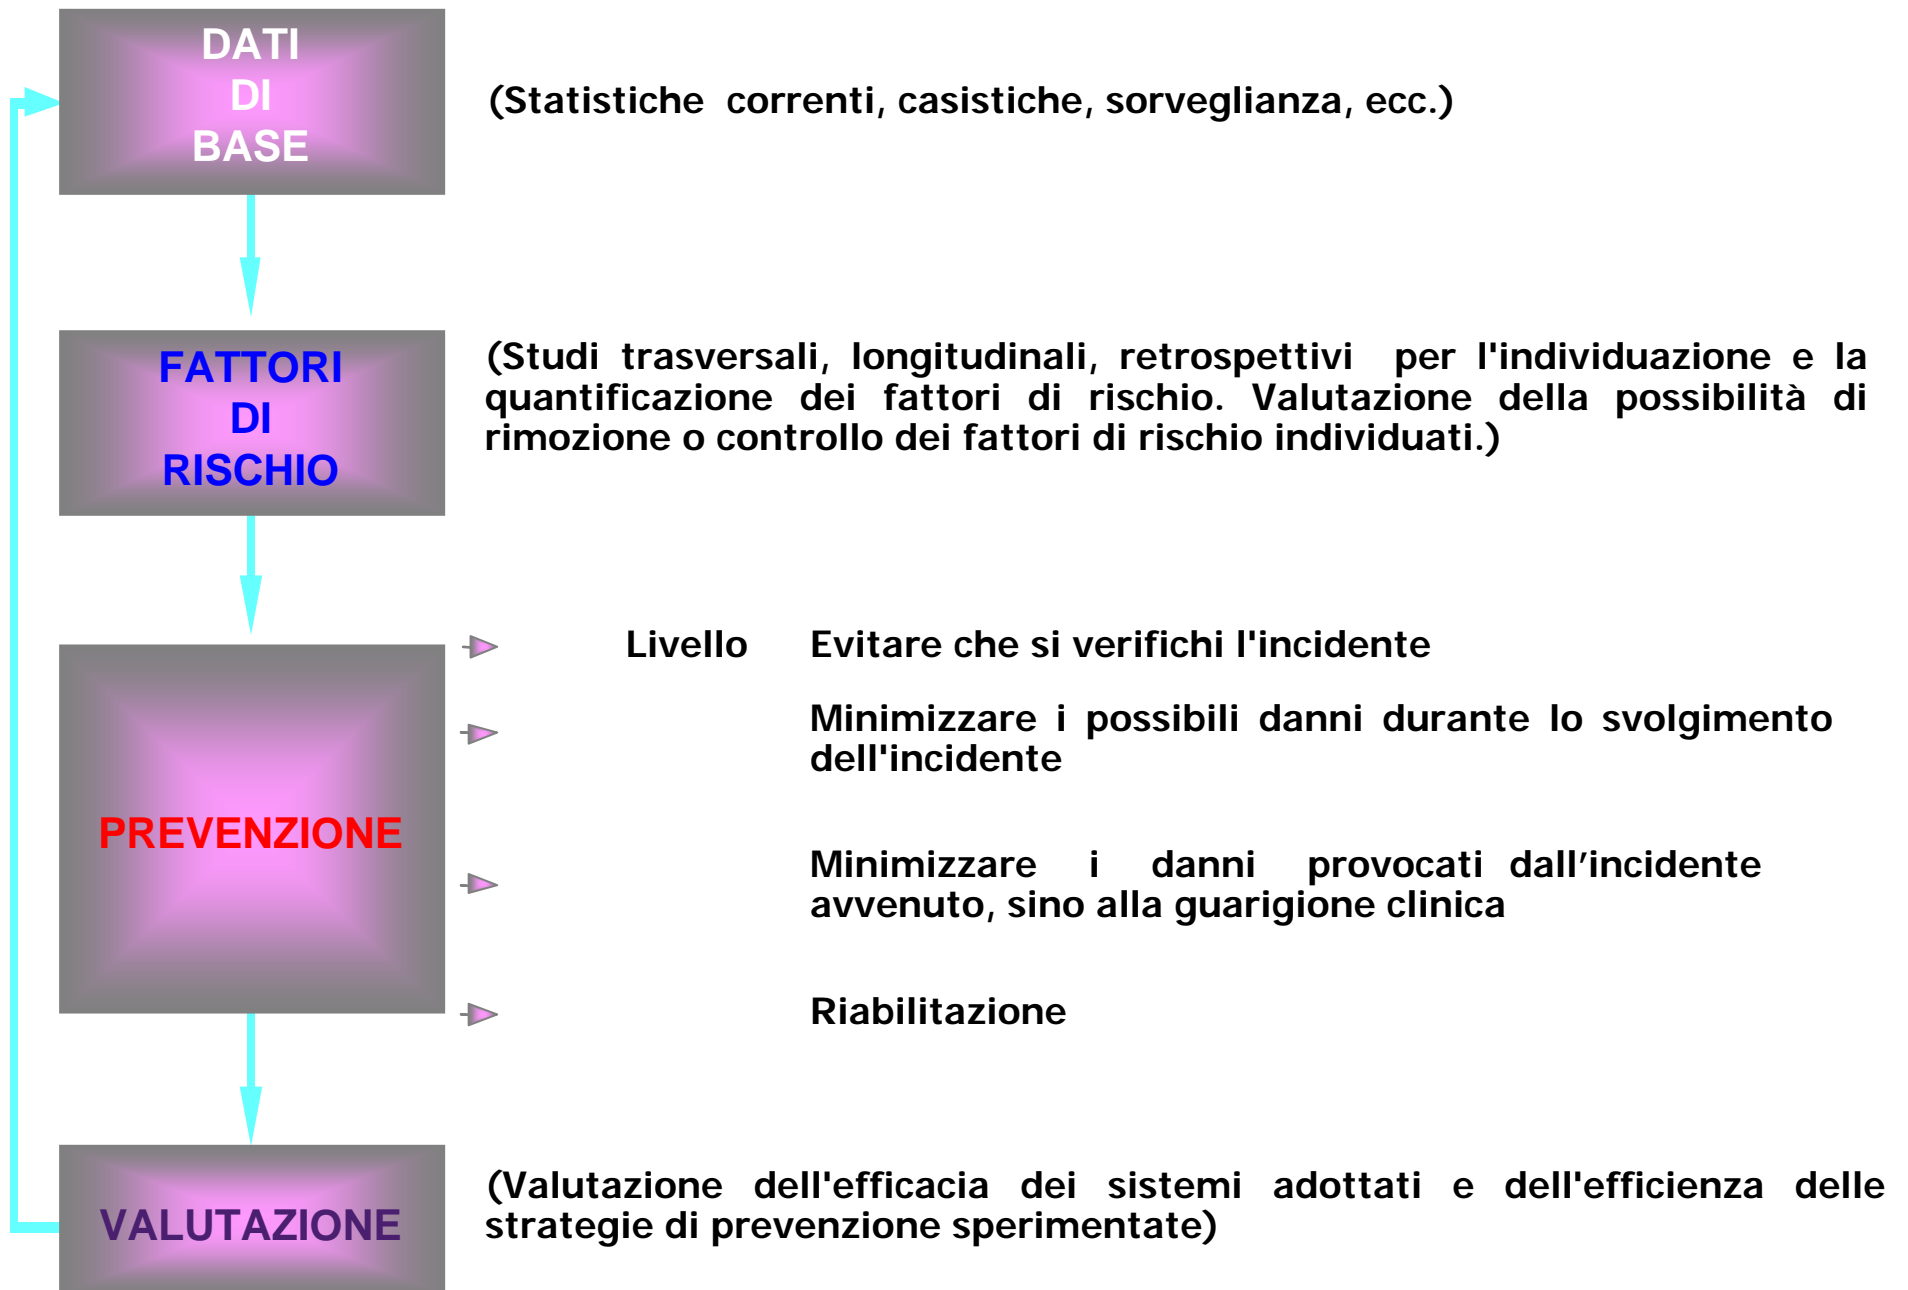 DATI
DI
BASE
(Statistiche correnti, casistiche, sorveglianza, ecc.)
FATTORI
DI
RISCHIO
(Studi trasversali, longitudinali, retrospettivi per l'individuazione e la
quantificazione dei fattori di rischio. Valutazione della possibilità di
rimozione o controllo dei fattori di rischio individuati.)
PREVENZIONE
Livello Evitare che si verifichi l'incidente
Minimizzare i possibili danni durante lo svolgimento
dell'incidente
Minimizzare i danni provocati dall’incidente
avvenuto, sino alla guarigione clinica
Riabilitazione
VALUTAZIONE
(Valutazione dell'efficacia dei sistemi adottati e dell'efficienza delle
strategie di prevenzione sperimentate)